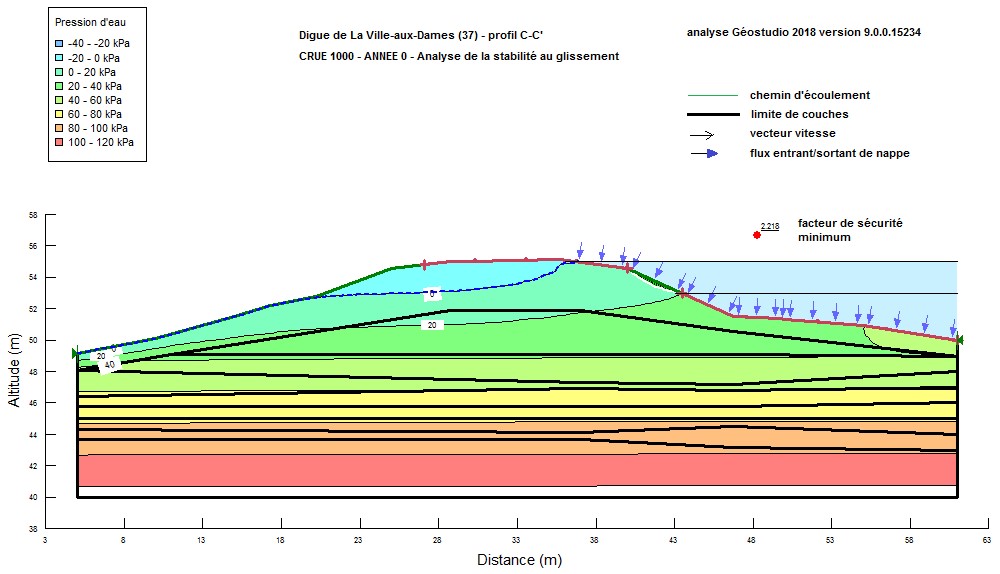 Pression d'eau
-40 - -20 kPa
-20 - 0 kPa
0 - 20 kPa
20 - 40 kPa
40 - 60 kPa
60 - 80 kPa
80 - 100 kPa
100 - 120 kPa
Digue de La Ville-aux-Dames (37) - profil C-C'
CRUE 1000 - ANNEE 0 - Analyse de la stabilité au glissement
analyse Géostudio 2018 version 9.0.0.15234
chemin d'écoulement
limite de couches
vecteur vitesse
flux entrant/sortant de nappe
2.218
facteur de sécurité
minimum
58
56
54
52
50
48
46
44
42
40
38
Altitude (m)
0
20
0
20
40
3
8
13
18
23
28
33
38
43
48
53
58
63
Distance (m)